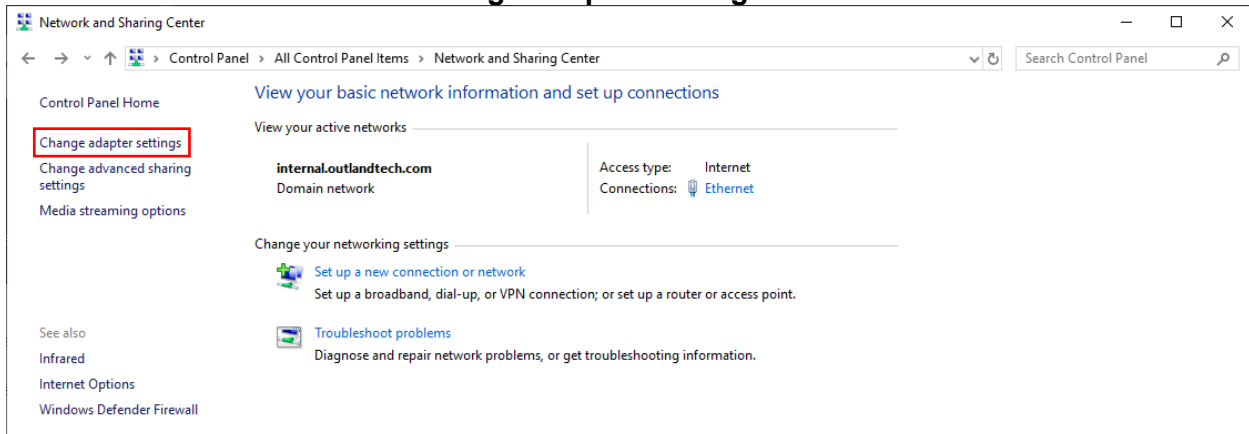 Network and Sharing Center
Control Panel > All Control Panel Items > Network and Sharing Center
Search Control Panel
Control Panel Home
Change adapter settings
Change advanced sharing
settings
Media streaming options
See also
Infrared
Internet Options
Windows Defender Firewall
View your basic network information and set up connections
View your active networks
internal.outlandtech.com
Domain network
Access type: Internet
Connections: Ethernet
Change your networking settings
Set up a new connection or network
Set up a broadband, dial-up, or VPN connection; or set up a router or access point.
Troubleshoot problems
Diagnose and repair network problems, or get troubleshooting information.